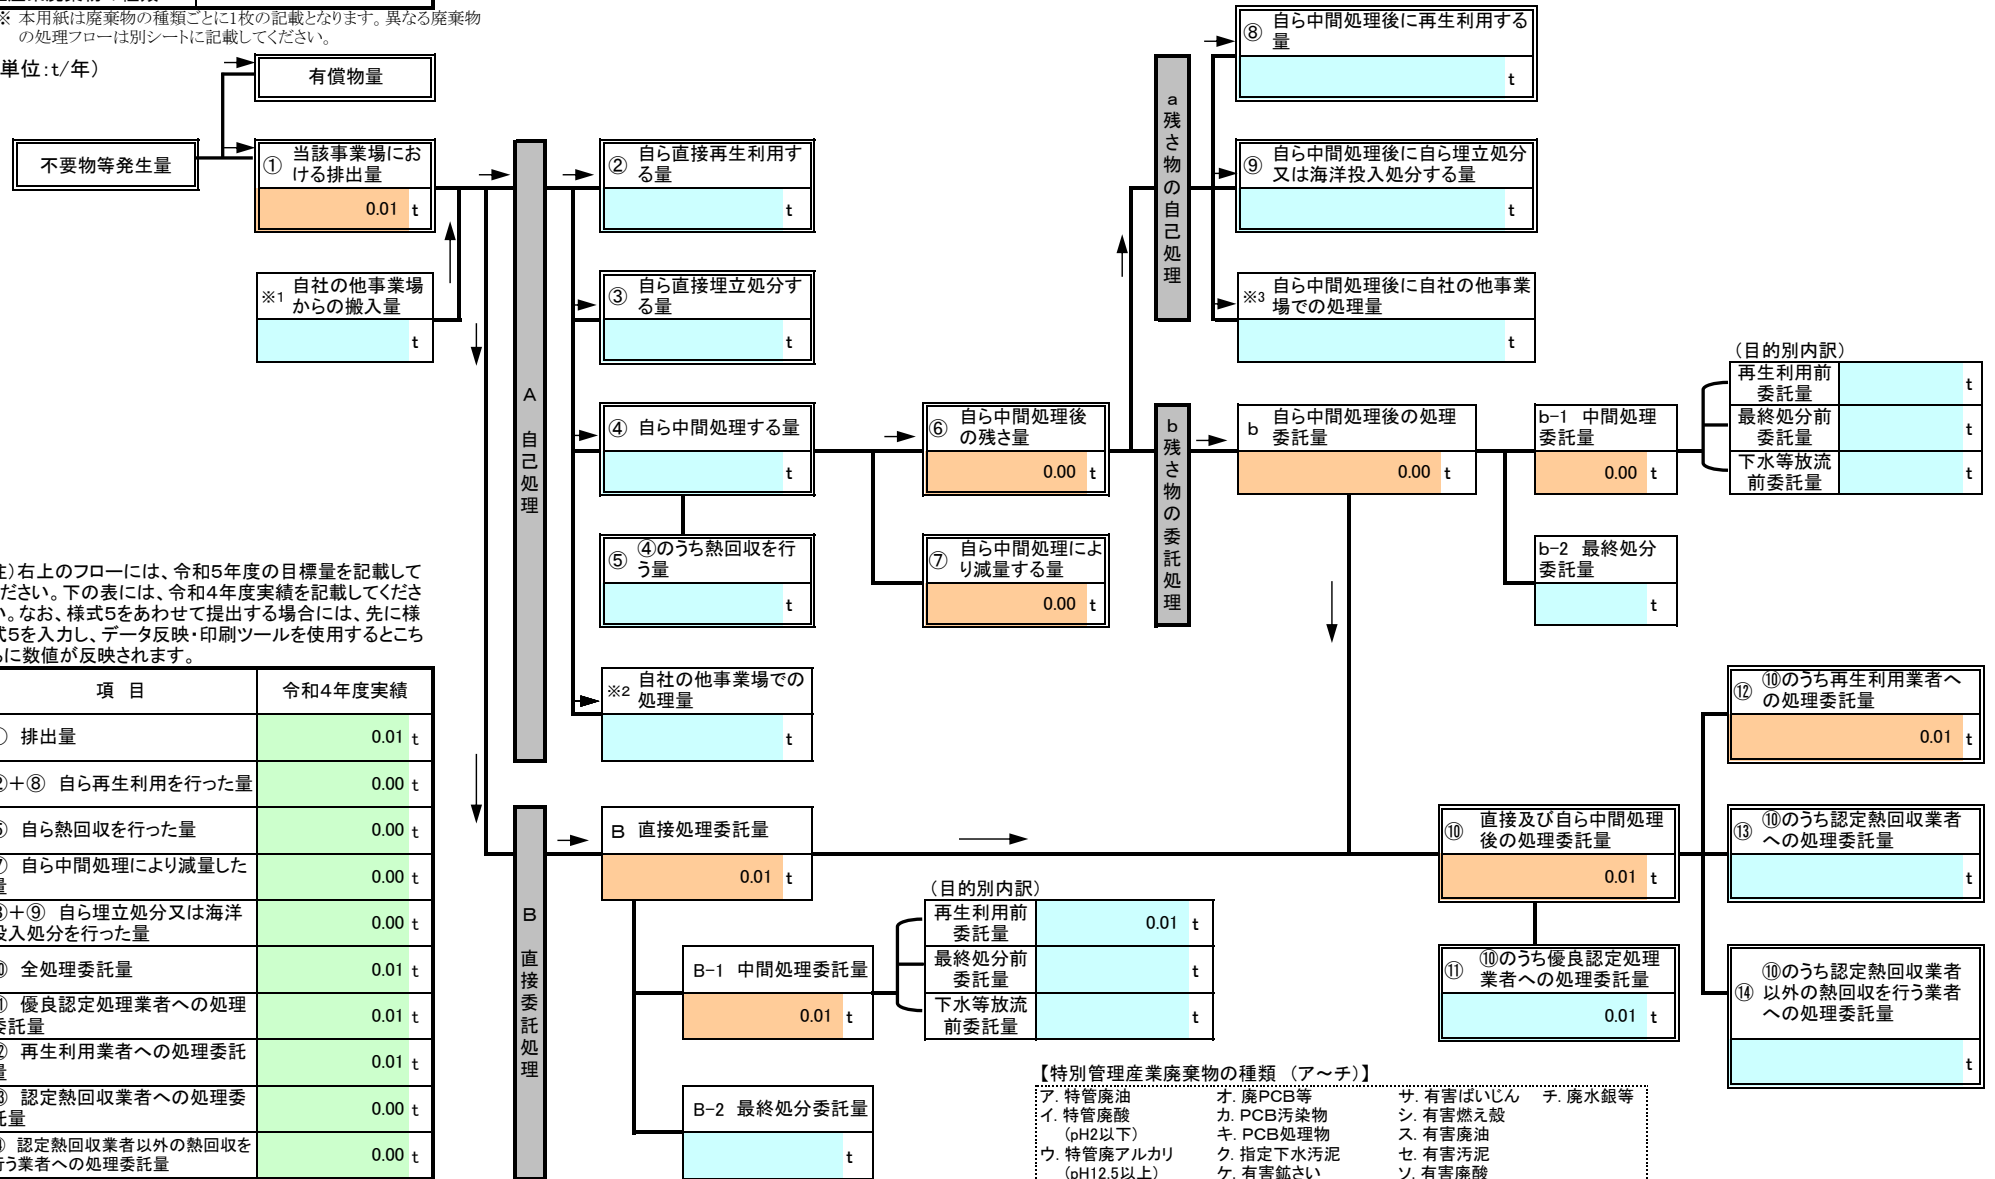 ※ 本用紙は廃棄物の種類ごとに1枚の記載となります。異なる廃棄物
の処理フローは別シートに記載してください。
単位:t/年)
有償物量
不要物等発生量
① 当該事業場にお
ける排出量
0.01 t
※1 自社の他事業場
からの搬入量
t
A 自己処理
② 自ら直接再生利用す
る量
t
③ 自ら直接埋立処分す
る量
t
④ 自ら中間処理する量
t
⑤ ④のうち熱回収を行
う量
t
※2 自社の他事業場での
処理量
t
⑥ 自ら中間処理後
の残さ量
0.00 t
⑦ 自ら中間処理によ
り減量する量
0.00 t
a 残さ物の自己処理
⑧ 自ら中間処理後に再生利用する
量
t
⑨ 自ら中間処理後に自ら埋立処分
又は海洋投入処分する量
t
※3 自ら中間処理後に自社の他事業
場での処理量
t
b 残さ物の委託処理
b 自ら中間処理後の処理
委託量
0.00 t
b-1 中間処理
委託量
0.00 t
(目的別内訳)
再生利用前
委託量
t
最終処分前
委託量
t
下水等放流
前委託量
t
b-2 最終処分
委託量
t
注)右上のフローには、令和5年度の目標量を記載して
ださい。下の表には、令和4年度実績を記載してくださ
い。なお、様式5をあわせて提出する場合には、先に様
式5を入力し、データ反映・印刷ツールを使用するとこち
らに数値が反映されます。
項 目 令和4年度実績
排出量 0.01 t
②+⑧ 自ら再生利用を行った量 0.00 t
⑤ 自ら熱回収を行った量 0.00 t
⑦ 自ら中間処理により減量した
量 0.00 t
③+⑨ 自ら埋立処分又は海洋
投入処分を行った量 0.00 t
⑩ 全処理委託量 0.01 t
⑪ 優良認定処理業者への処理
委託量 0.01 t
⑫ 再生利用業者への処理委託
量 0.01 t
⑬ 認定熱回収業者への処理委
託量 0.00 t
⑭ 認定熱回収業者以外の熱回収を
行う業者への処理委託量 0.00 t
B 直接委託処理
B 直接処理委託量
0.01 t
B-1 中間処理委託量
0.01 t
(目的別内訳)
再生利用前
委託量
0.01 t
最終処分前
委託量
t
下水等放流
前委託量
t
B-2 最終処分委託量
t
⑩ 直接及び自ら中間処理
後の処理委託量
0.01 t
⑪ ⑩のうち優良認定処理
業者への処理委託量
0.01 t
⑫ ⑩のうち再生利用業者へ
の処理委託量
0.01 t
⑬ ⑩のうち認定熱回収業者
への処理委託量
t
⑭ ⑩のうち認定熱回収業者
以外の熱回収を行う業者
への処理委託量
t
【特別管理産業廃棄物の種類 (ア~チ)】
ア. 特管廃油 オ. 廃PCB等 サ. 有害ばいじん チ. 廃水銀等
イ. 特管廃酸 カ. PCB汚染物 シ. 有害燃え殻
(pH2以下) キ. PCB処理物 ス. 有害廃油
ウ. 特管廃アルカリ ク. 指定下水汚泥 セ. 有害汚泥
(pH12.5以上) ケ. 有害鉱さい ソ. 有害廃酸